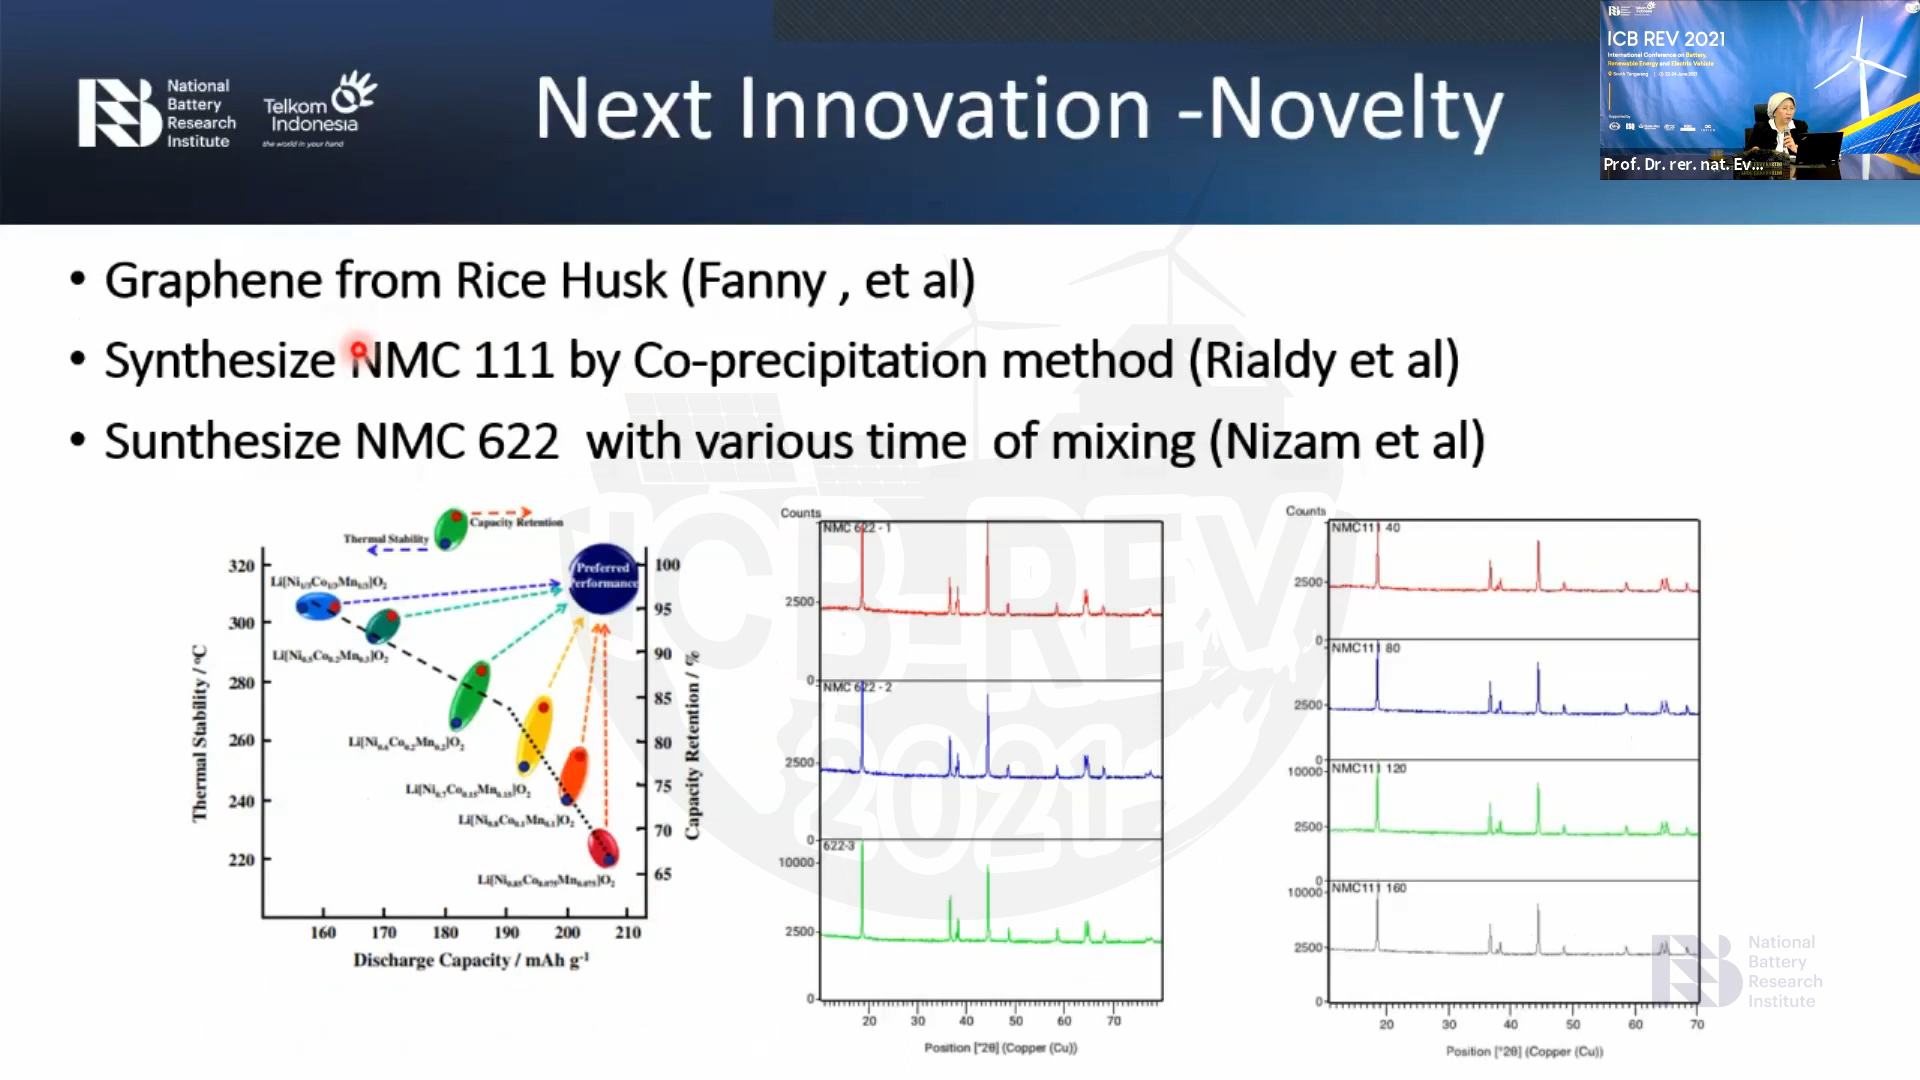 National
Battery
Research
Institute
Telkom
Indonesia
the world in your hand
Next Innovation -Novelty
ICB REV 2021
International Conference on Battery,
Renewable Energy and Electric Vehicle
Prof. Dr. rer. nat. Ev...
• Graphene from Rice Husk (Fanny , et al)
• Synthesize NMC 111 by Co-precipitation method (Rialdy et al)
• Sunthesize NMC 622 with various time of mixing (Nizam et al)
Capacity Retention
Thermal Stability
Preferred
Performance
Li[Ni1/3Co1/3Mn1/3]O2
Li[Ni0.5Co0.2Mn0.3]O2
Li[Ni0.6Co0.2Mn0.2]O2
Li[Ni0.7Co0.15Mn0.15]O2
Li[Ni0.8Co0.1Mn0.1]O2
Li[Ni0.85Co0.075Mn0.075]O2
Thermal Stability / °C
320
300
280
260
240
220
Capacity Retention / %
100
95
90
85
80
75
70
65
160 170 180 190 200 210
Discharge Capacity / mAh g-1
Counts
NMC 622 - 1
2500
0
NMC 622 - 2
2500
0
622-3
10000
2500
0
20 30 40 50 60 70
Position [°2θ] (Copper (Cu))
Counts
NMC111 40
2500
0
NMC111 80
2500
0
NMC111 120
10000
2500
0
NMC111 160
10000
2500
0
20 30 40 50 60 70
Position [°2θ] (Copper (Cu))
ICB-REV
2021
National
Battery
Research
Institute